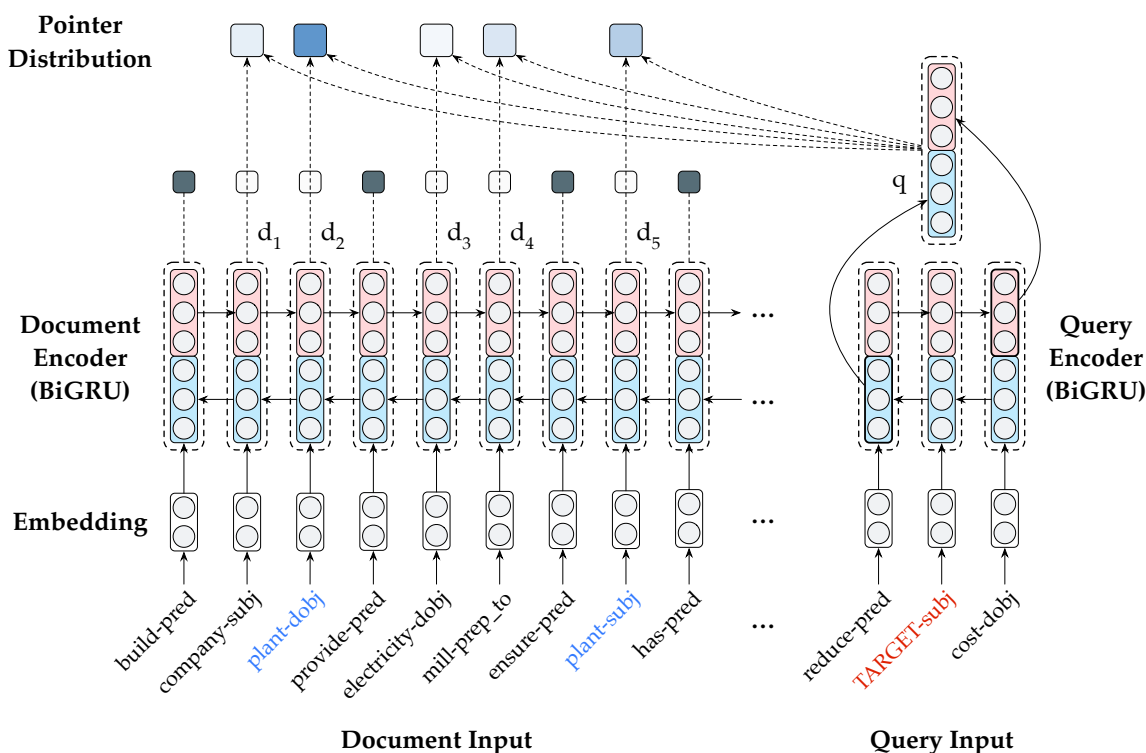 Pointer
Distribution
q
d1 d2 d3 d4 d5
Document
Encoder
(BiGRU)
...
...
Query
Encoder
(BiGRU)
Embedding
...
build-pred
company-subj
plant-dobj
provide-pred
electricity-dobj
mill-prep_to
ensure-pred
plant-subj
has-pred
...
reduce-pred
TARGET-subj
cost-dobj
Document Input
Query Input